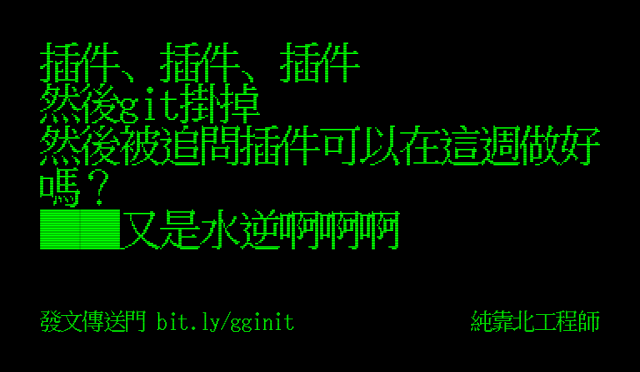 插件、插件、插件
然後git掛掉
然後被追問插件可以在這週做好
嗎？
██又是水逆啊啊啊
發文傳送門 bit.ly/gginit
純靠北工程師